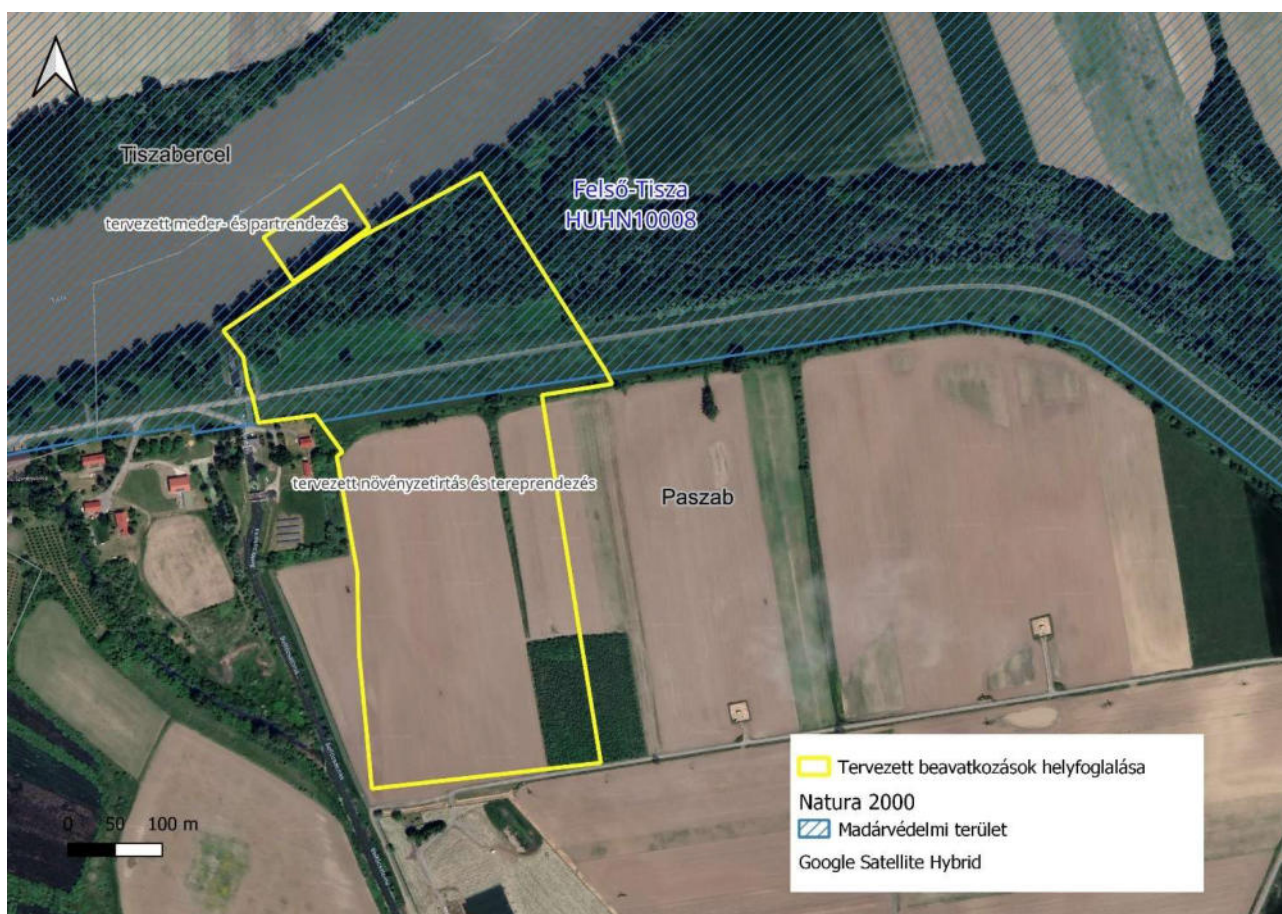 Tiszabercel
Felső-Tisza
HUHN10008
tervezett meder- és partrendezés
tervezett növényzetirtás és tereprendezés
Paszab
0 50 100 m
Tervezett beavatkozások helyfoglalása
Natura 2000
Madárvédelmi terület
Google Satellite Hybrid